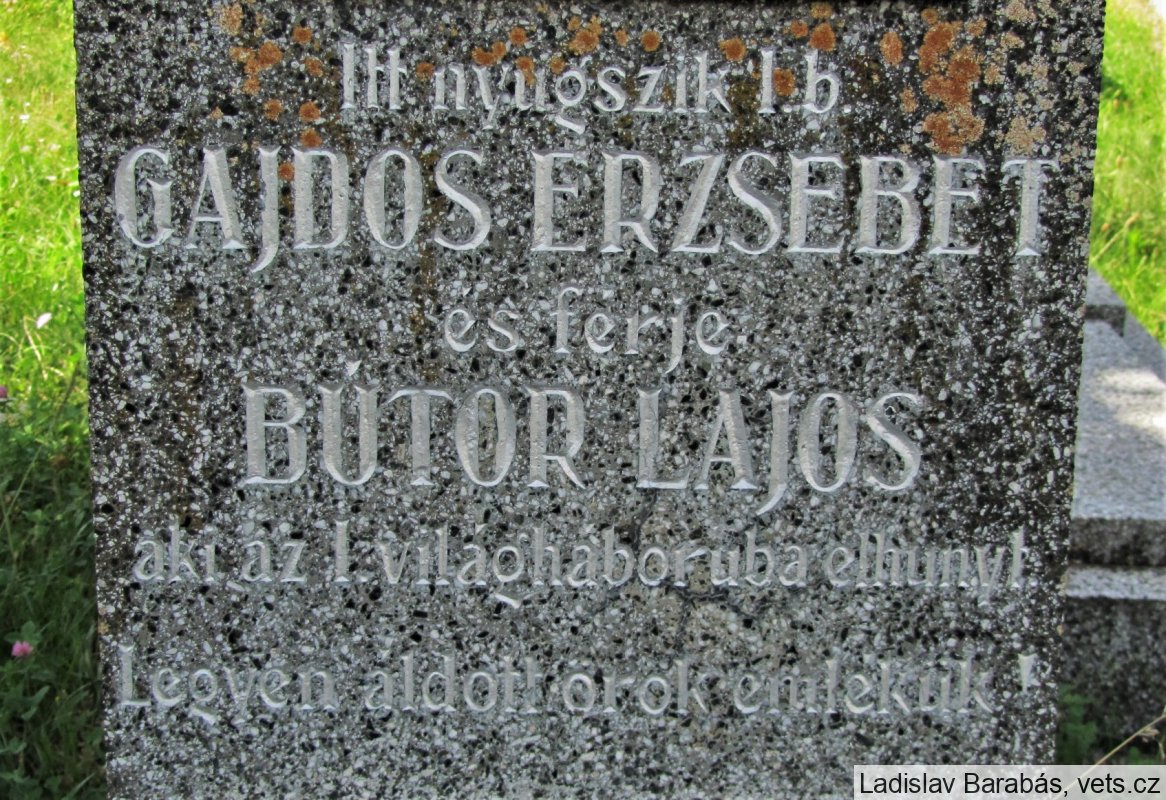 Itt nyugszik I.b
GAJDOS ERZSEBET
és férje
BÚTOR LAJOS
aki az I. világháboruba elhunyt.
Legyen áldott örök emlékük!
Ladislav Barabás, vets.cz